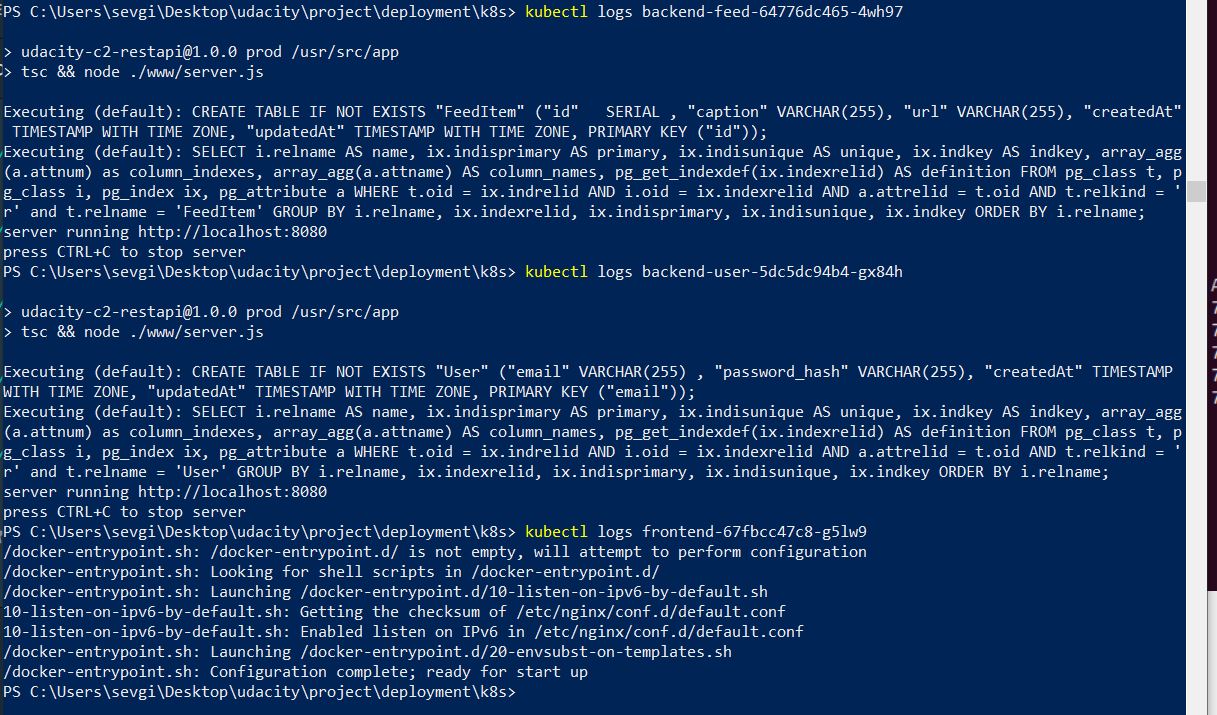 PS C:\Users\sevgi\Desktop\udacity\project\deployment\k8s> kubectl logs backend-feed-64776dc465-4wh97
> udacity-c2-restapi@1.0.0 prod /usr/src/app
> tsc && node ./www/server.js
Executing (default): CREATE TABLE IF NOT EXISTS "FeedItem" ("id"   SERIAL , "caption" VARCHAR(255), "url" VARCHAR(255), "createdAt"
 TIMESTAMP WITH TIME ZONE, "updatedAt" TIMESTAMP WITH TIME ZONE, PRIMARY KEY ("id"));
Executing (default): SELECT i.relname AS name, ix.indisprimary AS primary, ix.indisunique AS unique, ix.indkey AS indkey, array_agg
(a.attnum) as column_indexes, array_agg(a.attname) AS column_names, pg_get_indexdef(ix.indexrelid) AS definition FROM pg_class t, p
g_class i, pg_index ix, pg_attribute a WHERE t.oid = ix.indrelid AND i.oid = ix.indexrelid AND a.attrelid = t.oid AND t.relkind = '
r' and t.relname = 'FeedItem' GROUP BY i.relname, ix.indexrelid, ix.indisprimary, ix.indisunique, ix.indkey ORDER BY i.relname;
server running http://localhost:8080
press CTRL+C to stop server
PS C:\Users\sevgi\Desktop\udacity\project\deployment\k8s> kubectl logs backend-user-5dc5dc94b4-gx84h
> udacity-c2-restapi@1.0.0 prod /usr/src/app
> tsc && node ./www/server.js
Executing (default): CREATE TABLE IF NOT EXISTS "User" ("email" VARCHAR(255) , "password_hash" VARCHAR(255), "createdAt" TIMESTAMP
WITH TIME ZONE, "updatedAt" TIMESTAMP WITH TIME ZONE, PRIMARY KEY ("email"));
Executing (default): SELECT i.relname AS name, ix.indisprimary AS primary, ix.indisunique AS unique, ix.indkey AS indkey, array_agg
(a.attnum) as column_indexes, array_agg(a.attname) AS column_names, pg_get_indexdef(ix.indexrelid) AS definition FROM pg_class t, p
g_class i, pg_index ix, pg_attribute a WHERE t.oid = ix.indrelid AND i.oid = ix.indexrelid AND a.attrelid = t.oid AND t.relkind = '
r' and t.relname = 'User' GROUP BY i.relname, ix.indexrelid, ix.indisprimary, ix.indisunique, ix.indkey ORDER BY i.relname;
server running http://localhost:8080
press CTRL+C to stop server
PS C:\Users\sevgi\Desktop\udacity\project\deployment\k8s> kubectl logs frontend-67fbcc47c8-g5lw9
/docker-entrypoint.sh: /docker-entrypoint.d/ is not empty, will attempt to perform configuration
/docker-entrypoint.sh: Looking for shell scripts in /docker-entrypoint.d/
/docker-entrypoint.sh: Launching /docker-entrypoint.d/10-listen-on-ipv6-by-default.sh
10-listen-on-ipv6-by-default.sh: Getting the checksum of /etc/nginx/conf.d/default.conf
10-listen-on-ipv6-by-default.sh: Enabled listen on IPv6 in /etc/nginx/conf.d/default.conf
/docker-entrypoint.sh: Launching /docker-entrypoint.d/20-envsubst-on-templates.sh
/docker-entrypoint.sh: Configuration complete; ready for start up
PS C:\Users\sevgi\Desktop\udacity\project\deployment\k8s>